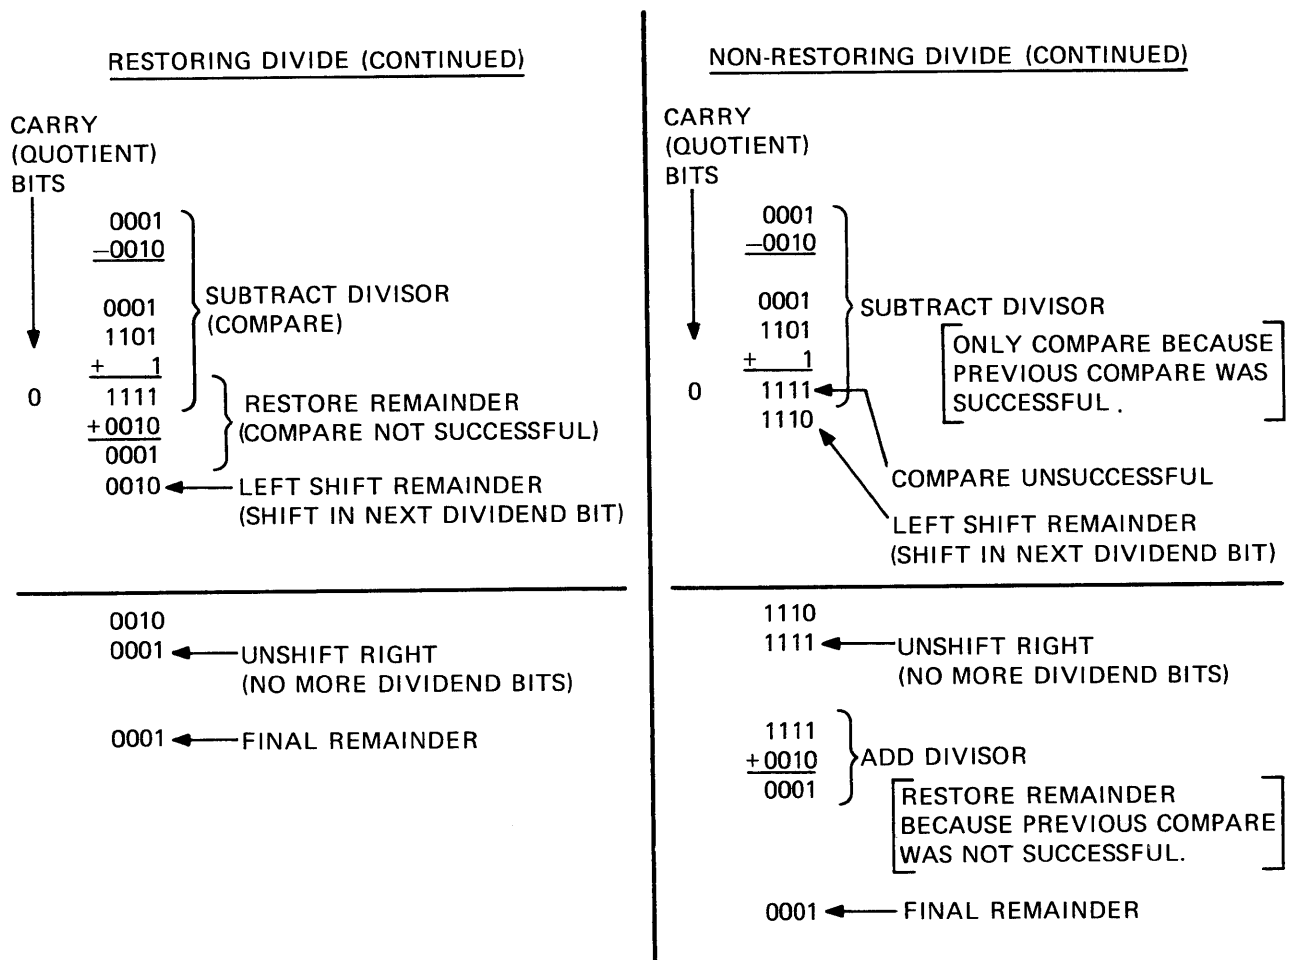 RESTORING DIVIDE (CONTINUED)
CARRY
(QUOTIENT)
BITS
0001
−0010
0001
1101
+ 1
0 1111
+0010
0001
0010
SUBTRACT DIVISOR
(COMPARE)
RESTORE REMAINDER
(COMPARE NOT SUCCESSFUL)
LEFT SHIFT REMAINDER
(SHIFT IN NEXT DIVIDEND BIT)
0010
0001
UNSHIFT RIGHT
(NO MORE DIVIDEND BITS)
0001 FINAL REMAINDER
NON-RESTORING DIVIDE (CONTINUED)
CARRY
(QUOTIENT)
BITS
0001
−0010
0001
1101
+ 1
0 1111
1110
SUBTRACT DIVISOR
ONLY COMPARE BECAUSE
PREVIOUS COMPARE WAS
SUCCESSFUL.
COMPARE UNSUCCESSFUL
LEFT SHIFT REMAINDER
(SHIFT IN NEXT DIVIDEND BIT)
1110
1111
UNSHIFT RIGHT
(NO MORE DIVIDEND BITS)
1111
+0010
0001
ADD DIVISOR
RESTORE REMAINDER
BECAUSE PREVIOUS COMPARE
WAS NOT SUCCESSFUL.
0001 FINAL REMAINDER